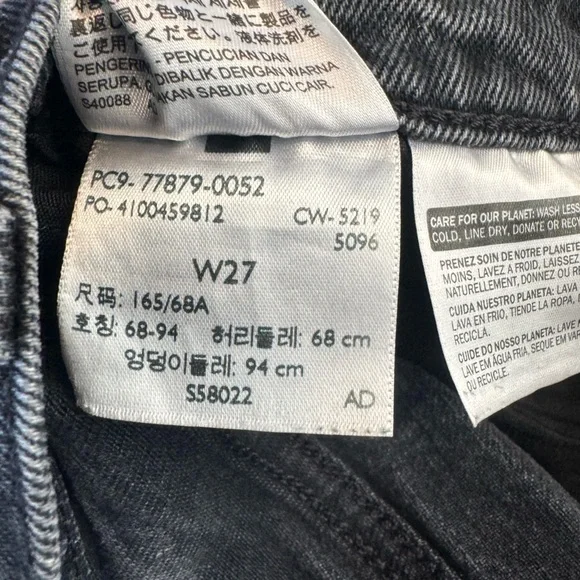 裏返し同じ色物と一緒に製品を
ご使用ください。液体洗剤を
PENGERIN - PENCUCIAN DAN
SERUPA, DIBALIK DENGAN WARNA
S40088 AKAN SABUN CUCI CAIR.
PC9-77879-0052
PO-4100459812 CW-5219
5096
W27
尺码: 165/68A
호칭: 68-94 허리둘레: 68 cm
엉덩이둘레: 94 cm
S58022 AD
CARE FOR OUR PLANET: WASH LESS
COLD, LINE DRY, DONATE OR RECY
PRENEZ SOIN DE NOTRE PLANETE
MOINS, LAVEZ A FROID, LAISSEZ
NATURELLEMENT, DONNEZ OU
CUIDA NUESTRO PLANETA: LAVA
LAVA EN FRIO, TIENDE LA ROPA,
RECICLA.
CUIDE DO NOSSO PLANETA: LAVE
LAVE EM ÁGUA FRIA, SEQUE EM VAR
OU RECICLE.